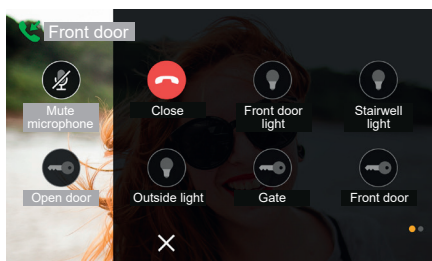 Front door
Mute
microphone
Close
Front door
light
Stairwell
light
Open door
Outside light
Gate
Front door